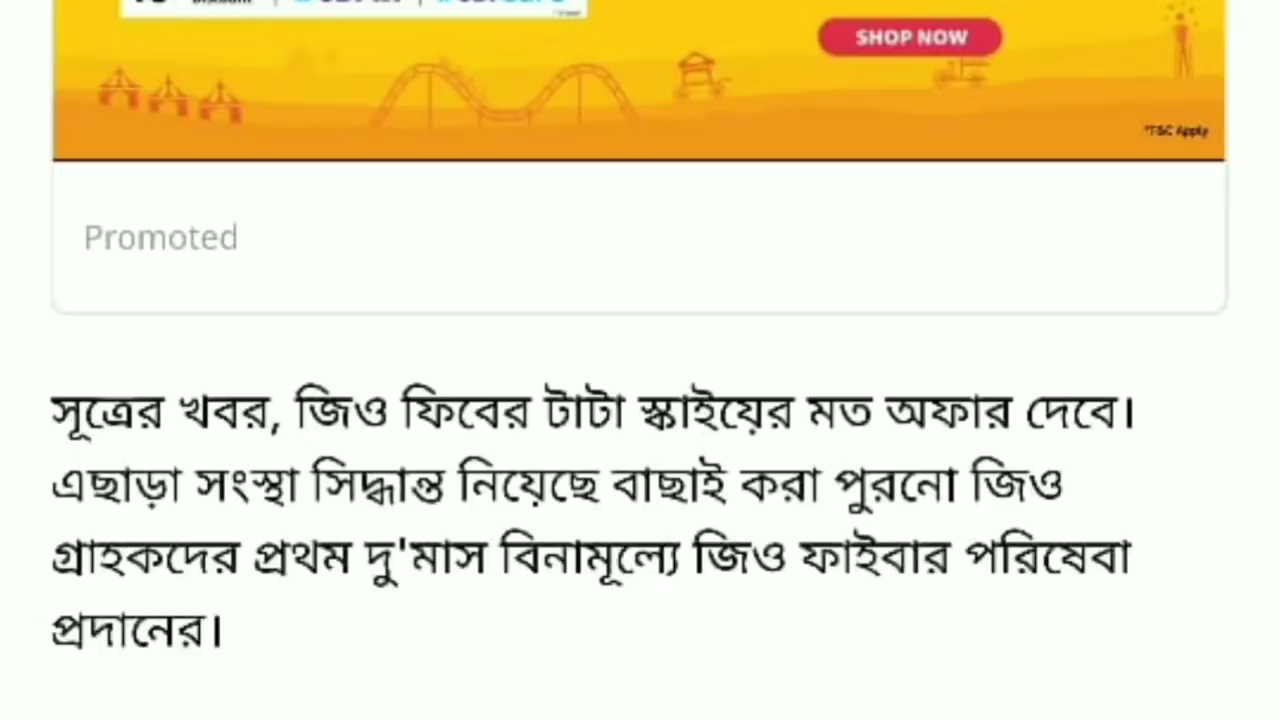 SHOP NOW
*T&C Apply
Promoted
সূত্রের খবর, জিও ফিবের টাটা স্কাইয়ের মত অফার দেবে।
এছাড়া সংস্থা সিদ্ধান্ত নিয়েছে বাছাই করা পুরনো জিও
গ্রাহকদের প্রথম দু'মাস বিনামূল্যে জিও ফাইবার পরিষেবা
প্রদানের।